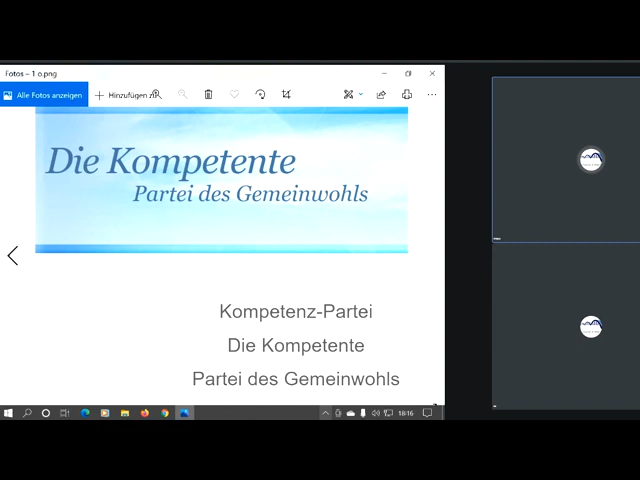 Fotos – 1 o.png
Alle Fotos anzeigen
Hinzufügen
Die Kompetente
Partei des Gemeinwohls
Kompetenz-Partei
Die Kompetente
Partei des Gemeinwohls
18:16